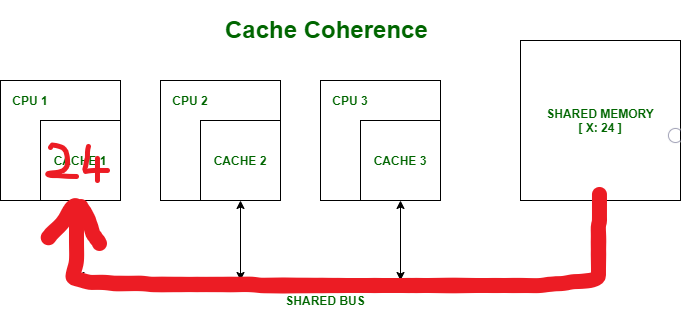 Cache Coherence
CPU 1
CACHE 1
24
CPU 2
CACHE 2
CPU 3
CACHE 3
SHARED MEMORY
[ X: 24 ]
SHARED BUS